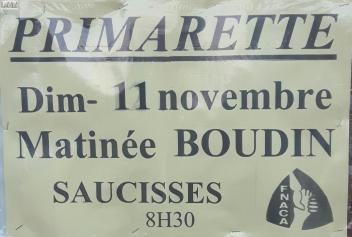 PRIMARETTE
Dim- 11 novembre
Matinée BOUDIN
SAUCISSES
8H30
FNACA